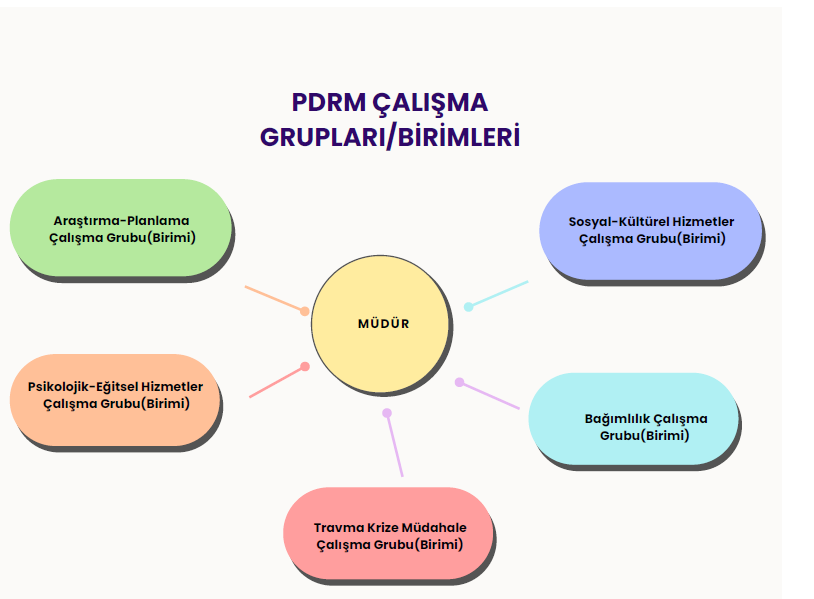 PDRM ÇALIŞMA
GRUPLARI/BİRİMLERİ
Araştırma-Planlama
Çalışma Grubu(Birimi)
Sosyal-Kültürel Hizmetler
Çalışma Grubu(Birimi)
MÜDÜR
Psikolojik-Eğitsel Hizmetler
Çalışma Grubu(Birimi)
Bağımlılık Çalışma
Grubu(Birimi)
Travma Krize Müdahale
Çalışma Grubu(Birimi)